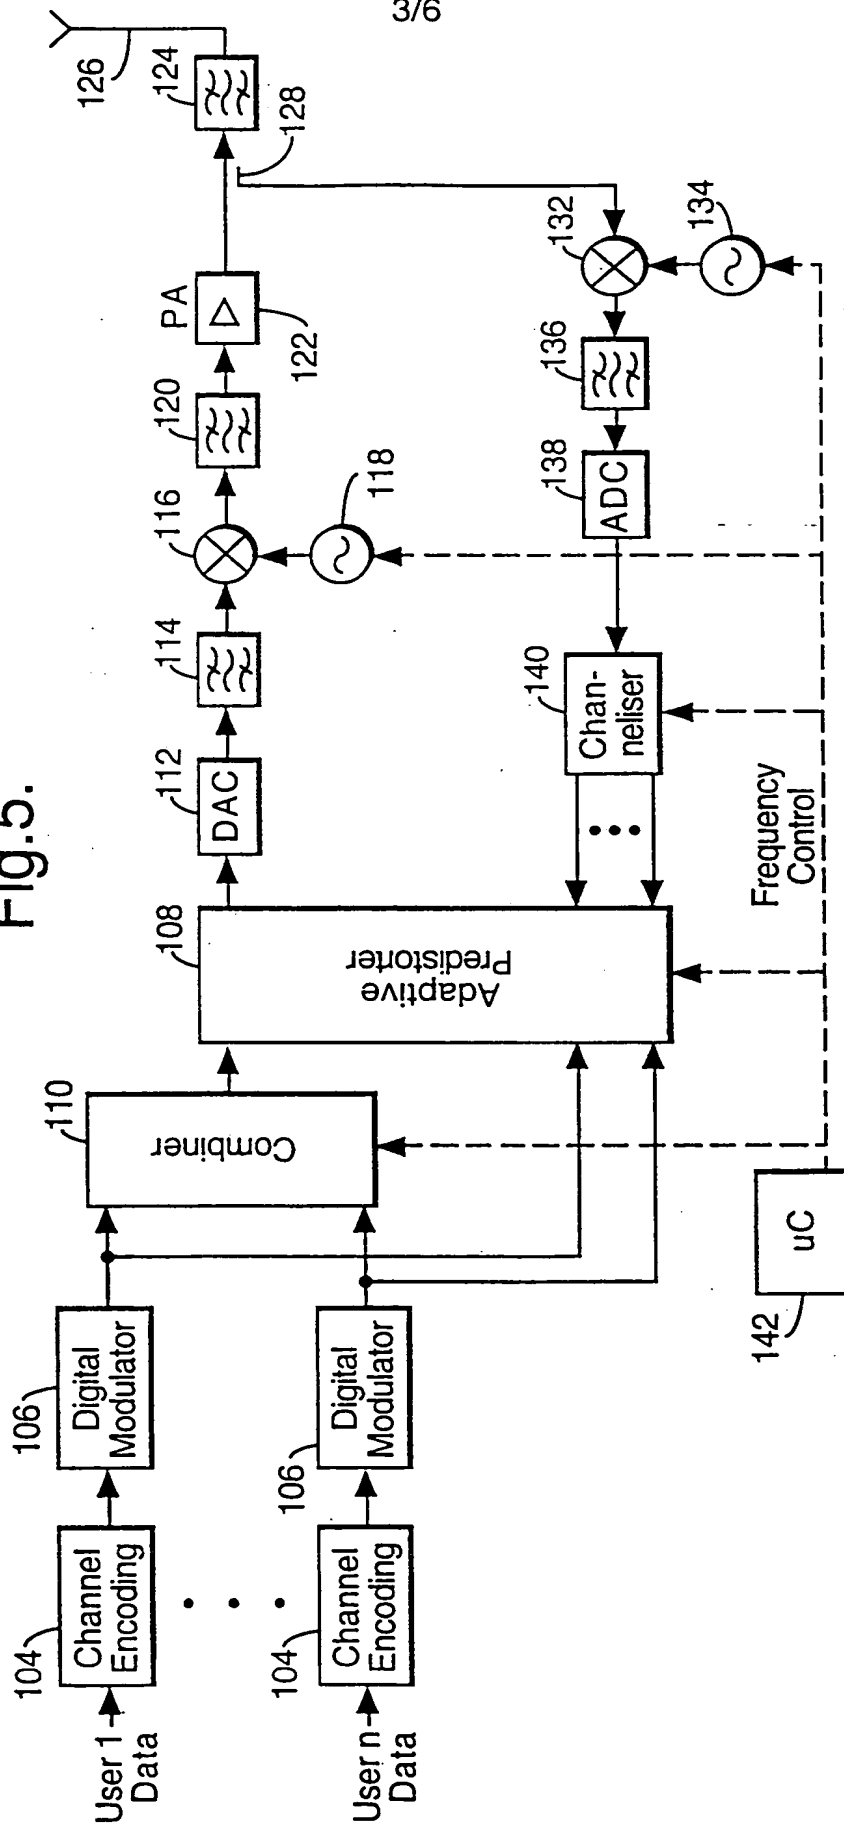 3/6
Fig.5.
User 1
Data
104
Channel
Encoding
106
Digital
Modulator
User n
Data
104
Channel
Encoding
106
Digital
Modulator
110
Combiner
108
Adaptive
Predistorter
112
DAC
114
116
118
120
PA
122
124
126
128
132
134
136
138
ADC
140
Chan-
neliser
Frequency
Control
142
uC